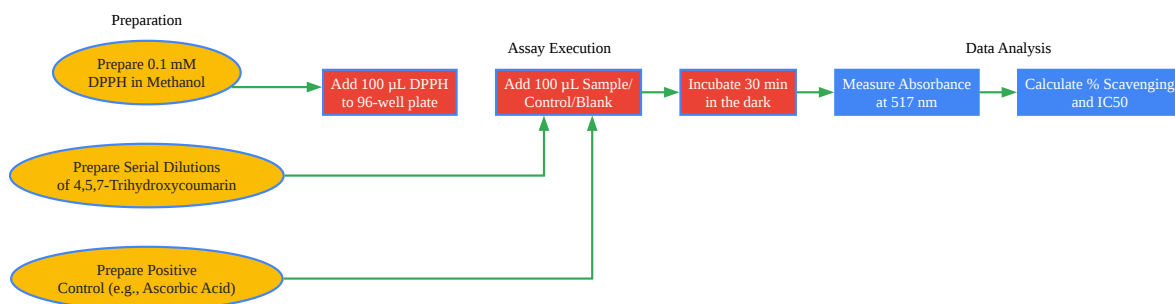 Preparation
Prepare 0.1 mM
DPPH in Methanol
Add 100 µL DPPH
to 96-well plate
Assay Execution
Add 100 µL Sample/
Control/Blank
Incubate 30 min
in the dark
Data Analysis
Measure Absorbance
at 517 nm
Calculate % Scavenging
and IC50
Prepare Serial Dilutions
of 4,5,7-Trihydroxycoumarin
Prepare Positive
Control (e.g., Ascorbic Acid)